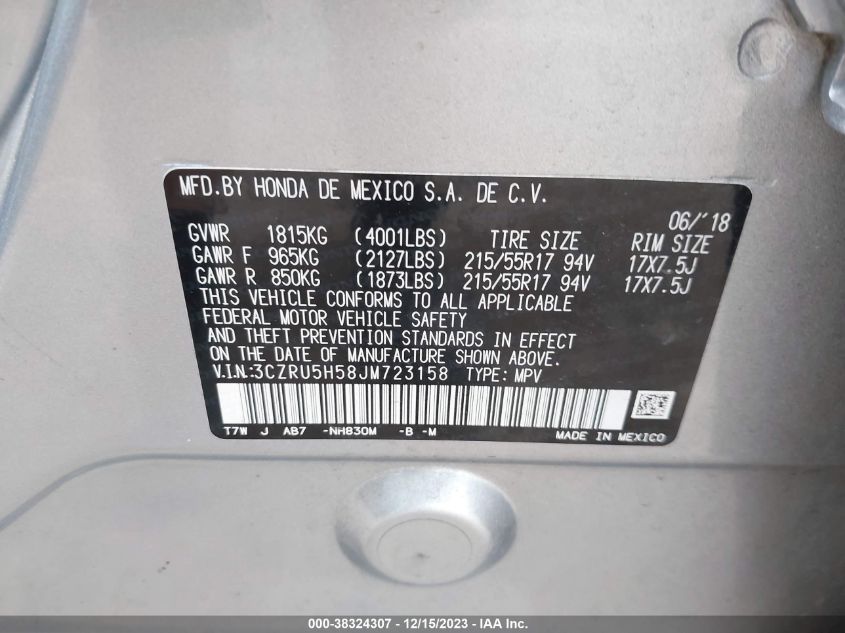 MFD.BY HONDA DE MEXICO S.A. DE C.V.
06/'18
GVWR 1815KG (4001LBS) TIRE SIZE RIM SIZE
GAWR F 965KG (2127LBS) 215/55R17 94V 17X7.5J
GAWR R 850KG (1873LBS) 215/55R17 94V 17X7.5J
THIS VEHICLE CONFORMS TO ALL APPLICABLE
FEDERAL MOTOR VEHICLE SAFETY
AND THEFT PREVENTION STANDARDS IN EFFECT
ON THE DATE OF MANUFACTURE SHOWN ABOVE.
V.I.N.:3CZRU5H58JM723158 TYPE: MPV
T7W J AB7 -NH830M -B -M MADE IN MEXICO
000-38324307 - 12/15/2023 - IAA Inc.